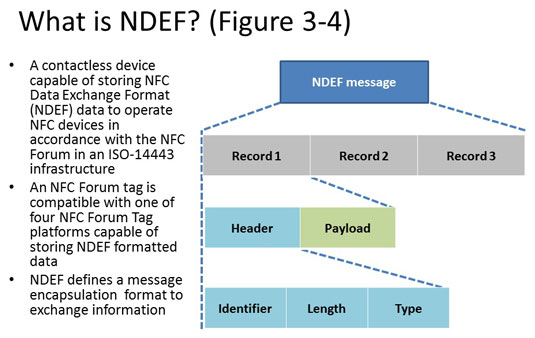 What is NDEF? (Figure 3-4)
• A contactless device
capable of storing NFC
Data Exchange Format
(NDEF) data to operate
NFC devices in
accordance with the NFC
Forum in an ISO-14443
infrastructure
• An NFC Forum tag is
compatible with one of
four NFC Forum Tag
platforms capable of
storing NDEF formatted
data
• NDEF defines a message
encapsulation format to
exchange information
NDEF message
Record 1 Record 2 Record 3
Header Payload
Identifier Length Type